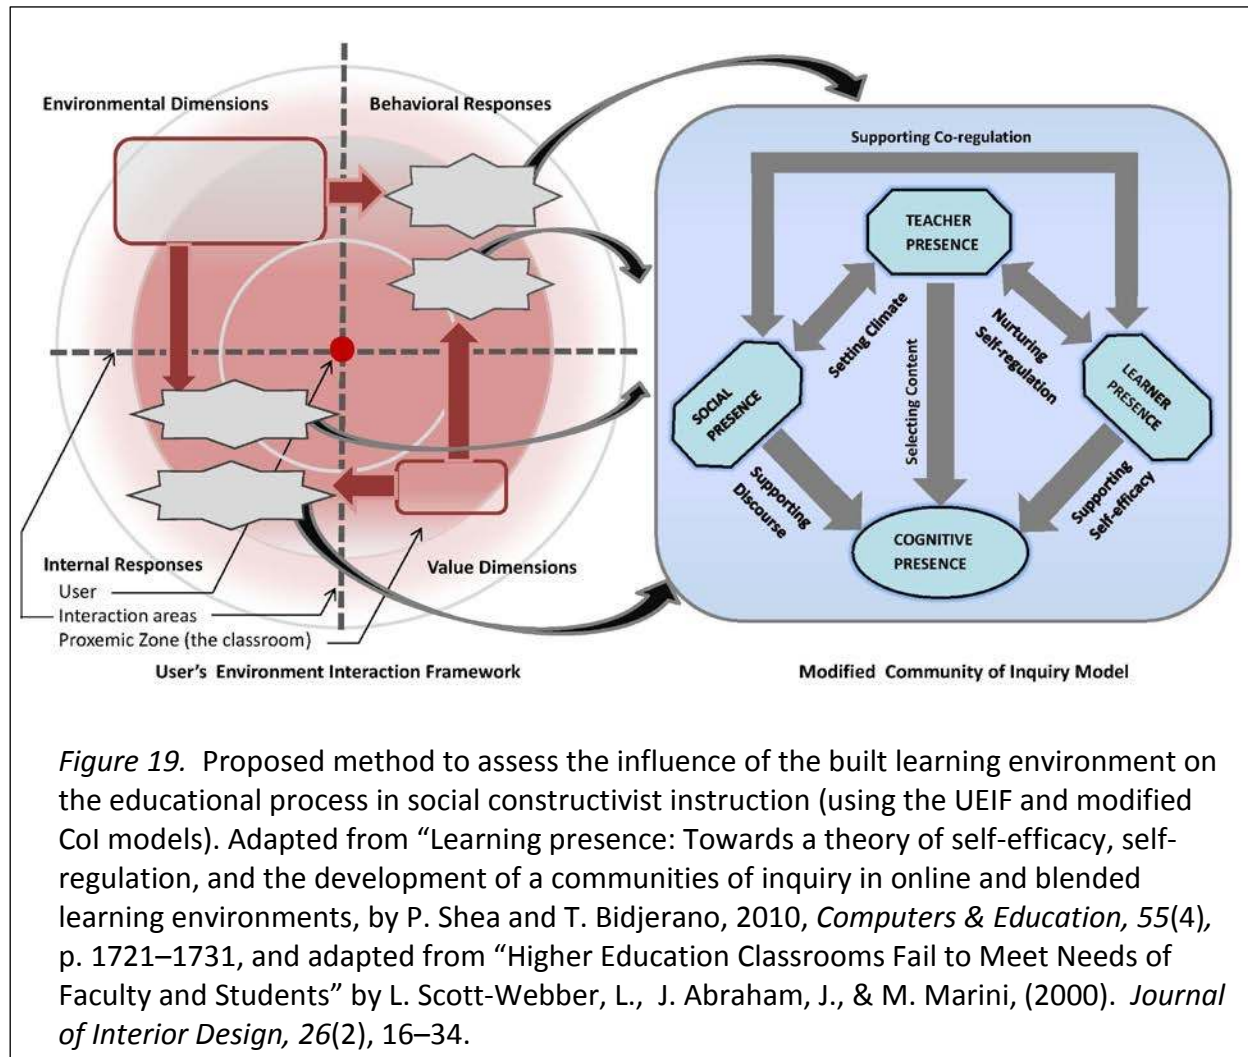 Environmental Dimensions
Behavioral Responses
Internal Responses
User
Interaction areas
Proxemic Zone (the classroom)
Value Dimensions
User's Environment Interaction Framework
Supporting Co-regulation
TEACHER
PRESENCE
Setting Climate
Selecting Content
Nurturing
Self-regulation
SOCIAL
PRESENCE
LEARNER
PRESENCE
Supporting
Discourse
Supporting
Self-efficacy
COGNITIVE
PRESENCE
Modified Community of Inquiry Model
Figure 19. Proposed method to assess the influence of the built learning environment on
the educational process in social constructivist instruction (using the UEIF and modified
CoI models). Adapted from “Learning presence: Towards a theory of self-efficacy, self-
regulation, and the development of a communities of inquiry in online and blended
learning environments, by P. Shea and T. Bidjerano, 2010, Computers & Education, 55(4),
p. 1721–1731, and adapted from “Higher Education Classrooms Fail to Meet Needs of
Faculty and Students” by L. Scott-Webber, L., J. Abraham, J., & M. Marini, (2000). Journal
of Interior Design, 26(2), 16–34.